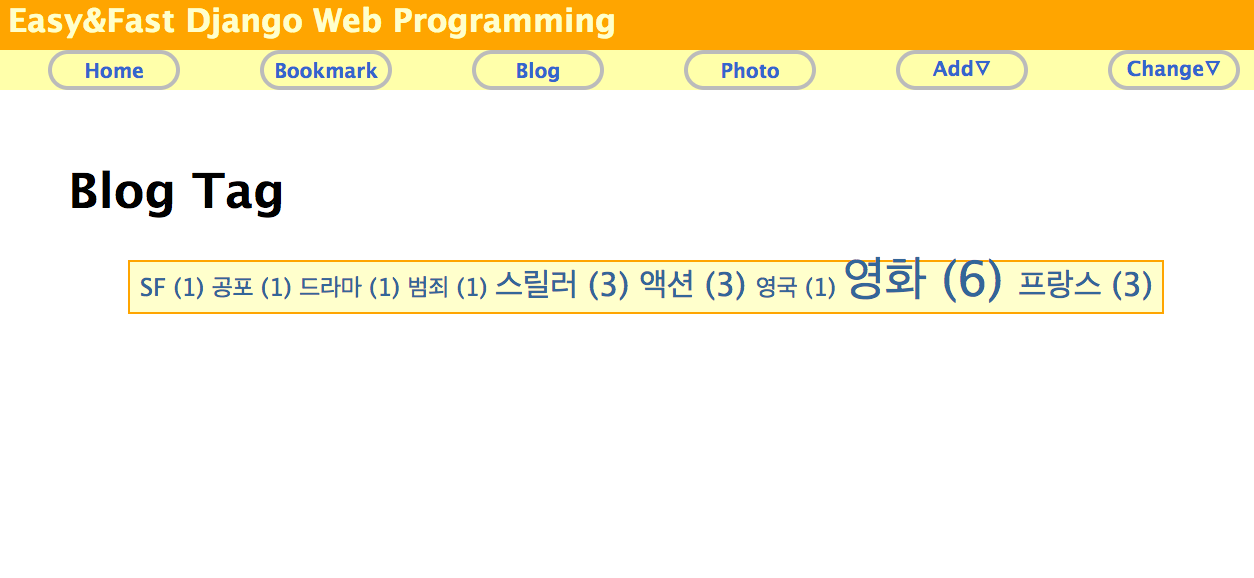 Easy&Fast Django Web Programming
Home Bookmark Blog Photo Add▽ Change▽
Blog Tag
SF (1) 공포 (1) 드라마 (1) 범죄 (1) 스릴러 (3) 액션 (3) 영국 (1) 영화 (6) 프랑스 (3)